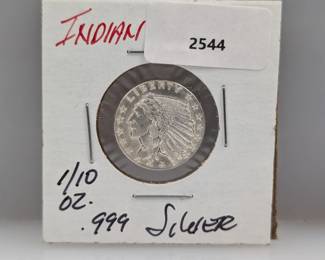 INDIAN
2544
LIBERTY
1/10
OZ.
.999 SILVER